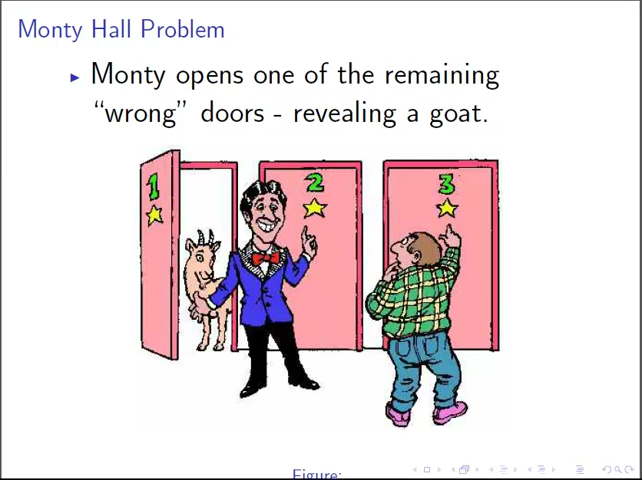 Monty Hall Problem
Monty opens one of the remaining
“wrong” doors - revealing a goat.
1
2
3
Figure: